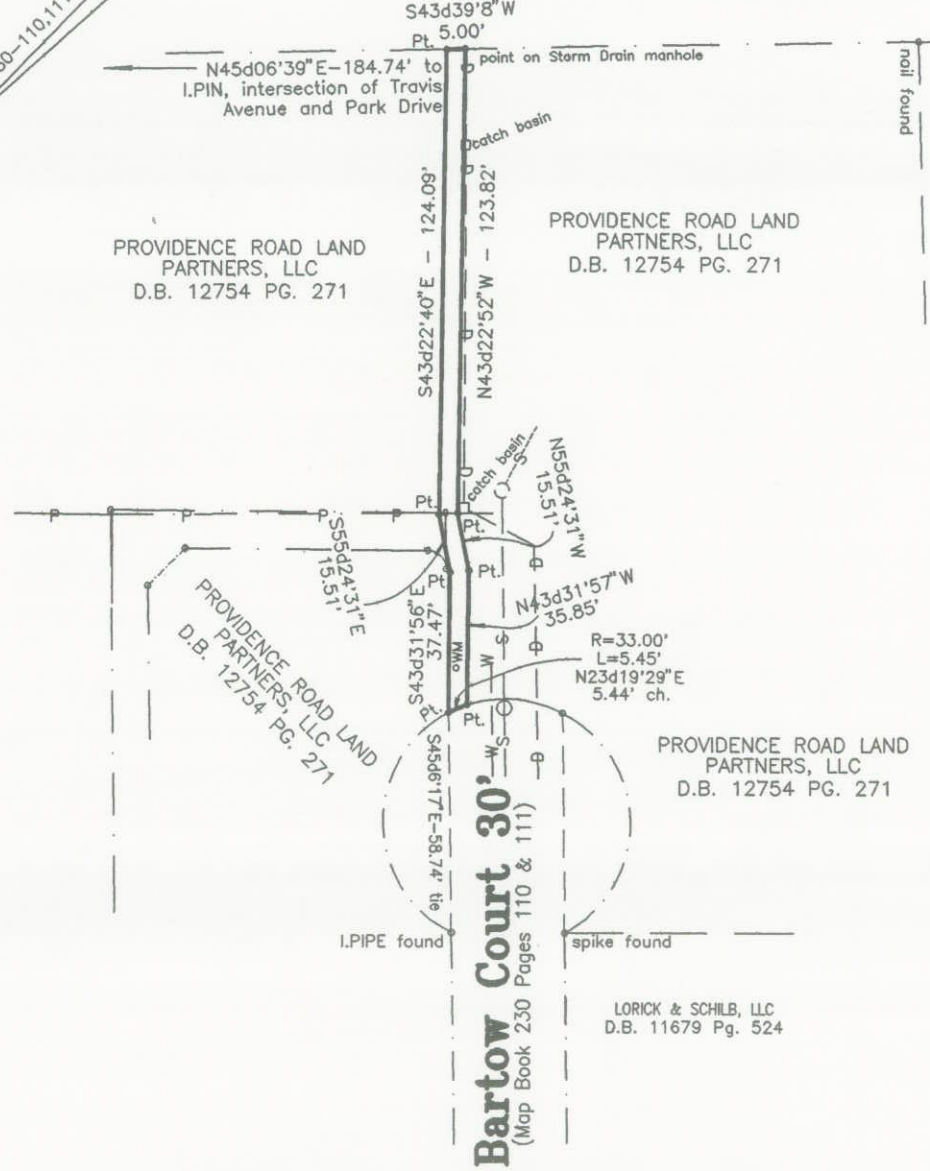 S43d39'8"W
5.00'
Pt.
point on Storm Drain manhole
N45d06'39"E-184.74' to
I.PIN, intersection of Travis
Avenue and Park Drive
nail found
catch basin
S43d22'40"E - 124.09'
N43d22'52"W - 123.82'
PROVIDENCE ROAD LAND
PARTNERS, LLC
D.B. 12754 PG. 271
PROVIDENCE ROAD LAND
PARTNERS, LLC
D.B. 12754 PG. 271
catch basin
S
N55d24'31"W
15.51'
Pt.
Pt.
P P P P
D D D D D
S55d24'31"E
15.51'
Pt.
Pt.
S43d31'56"E
37.47'
oWM
N43d31'57"W
35.85'
R=33.00'
L=5.45'
N23d19'29"E
5.44' ch.
PROVIDENCE ROAD LAND
PARTNERS, LLC
D.B. 12754 PG. 271
Pt.
Pt.
W S D
W S D
S45d61'17"E-58.74' tie
PROVIDENCE ROAD LAND
PARTNERS, LLC
D.B. 12754 PG. 271
Bartow Court 30'
(Map Book 230 Pages 110 & 111)
I.PIPE found
spike found
LORICK & SCHILB, LLC
D.B. 11679 Pg. 524